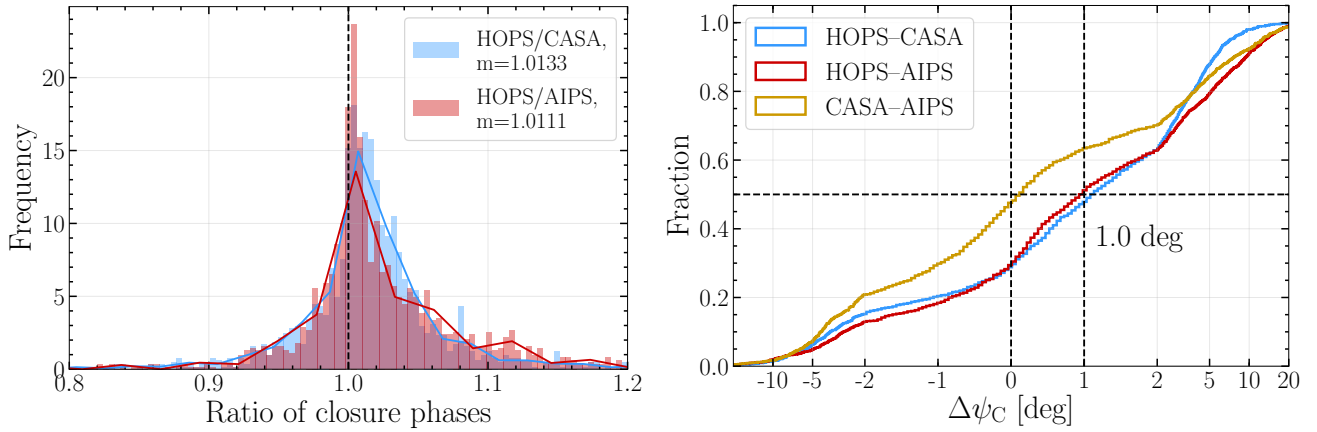 Frequency
20
15
10
5
0
0.8
0.9
1.0
1.1
1.2
Ratio of closure phases
HOPS/CASA,
m=1.0133
HOPS/AIPS,
m=1.0111
Fraction
1.0
0.8
0.6
0.4
0.2
0.0
-10
-5
-2
-1
0
1
2
5
10
20
Δψ_C [deg]
HOPS–CASA
HOPS–AIPS
CASA–AIPS
1.0 deg